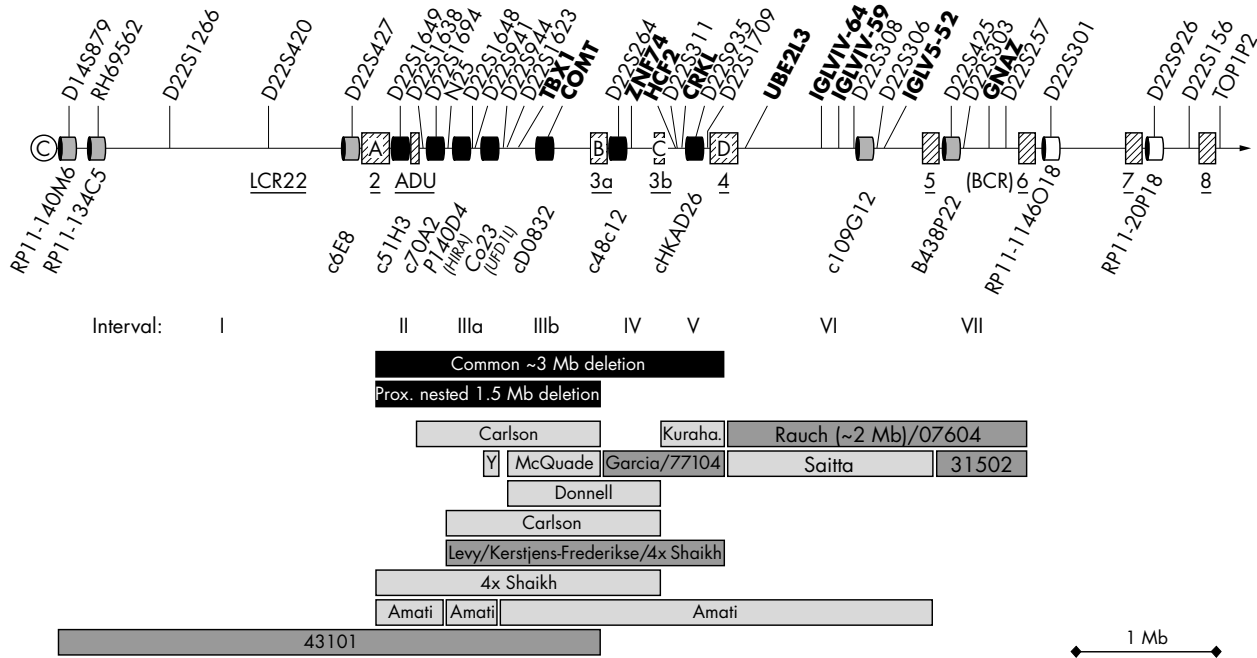 D14S879
RH69562
D22S1266
D22S420
D22S427
D22S1649
D22S1638
D22S1694
N25
D22S1648
D22S941
D22S944
D22S1623
TBX1
COMT
D22S264
ZNF74
HCF2
D22S311
CRKL
D22S935
D22S1709
UBE2L3
IGLVIV-64
IGLVIV-59
D22S308
D22S306
IGLV5-52
D22S425
D22S303
GNAZ
D22S257
D22S301
D22S926
D22S156
TOP1P2
C A B C D
LCR22 2 ADU 3a 3b 4 5 (BCR) 6 7 8
RP11-140M6
RP11-134C5
c6E8
c51H3
c70A2
P140D4
(HIRA)
Co23
(UFD1L)
cD0832
c48c12
cHKAD26
c109G12
B438P22
RP11-1146O18
RP11-20P18
Interval: I II IIIa IIIb IV V VI VII
Common ~3 Mb deletion
Prox. nested 1.5 Mb deletion
Carlson Kuraha. Rauch (~2 Mb)/07604
Y McQuade Garcia/77104 Saitta 31502
Donnell
Carlson
Levy/Kerstjens-Frederikse/4x Shaikh
4x Shaikh
Amati Amati Amati
43101
1 Mb